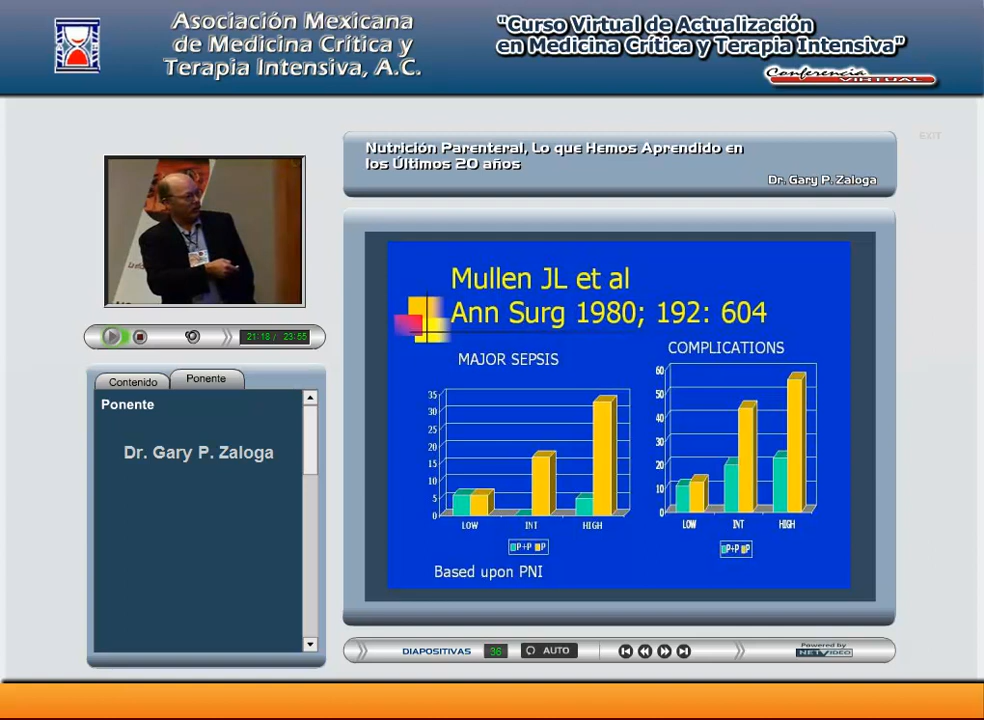 Asociación Mexicana
de Medicina Crítica y
Terapia Intensiva, A.C.
"Curso Virtual de Actualización
en Medicina Crítica y Terapia Intensiva"
Conferencia
VIRTUAL
EXIT
Nutrición Parenteral, Lo que Hemos Aprendido en
los Últimos 20 años
Dr. Gary P. Zaloga
21:18 / 23:55
Contenido
Ponente
Ponente
Dr. Gary P. Zaloga
Mullen JL et al
Ann Surg 1980; 192: 604
MAJOR SEPSIS
35
30
25
20
15
10
5
0
LOW INT HIGH
P+P P
COMPLICATIONS
60
50
40
30
20
10
0
LOW INT HIGH
P+P P
Based upon PNI
DIAPOSITIVAS 36 AUTO
Powered by
NETVIDEO